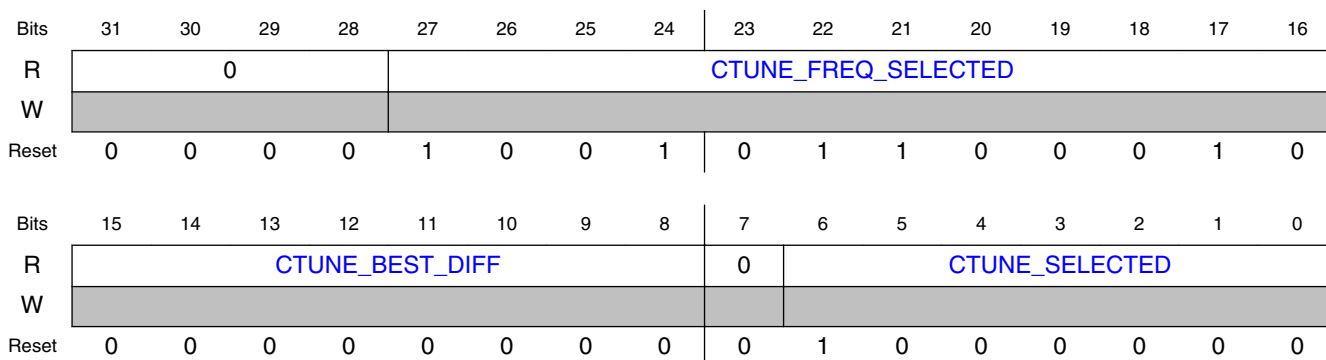 Bits 31 30 29 28 27 26 25 24 23 22 21 20 19 18 17 16
R 0 CTUNE_FREQ_SELECTED
W
Reset 0 0 0 0 1 0 0 1 0 1 1 0 0 0 1 0
Bits 15 14 13 12 11 10 9 8 7 6 5 4 3 2 1 0
R CTUNE_BEST_DIFF 0 CTUNE_SELECTED
W
Reset 0 0 0 0 0 0 0 0 0 1 0 0 0 0 0 0